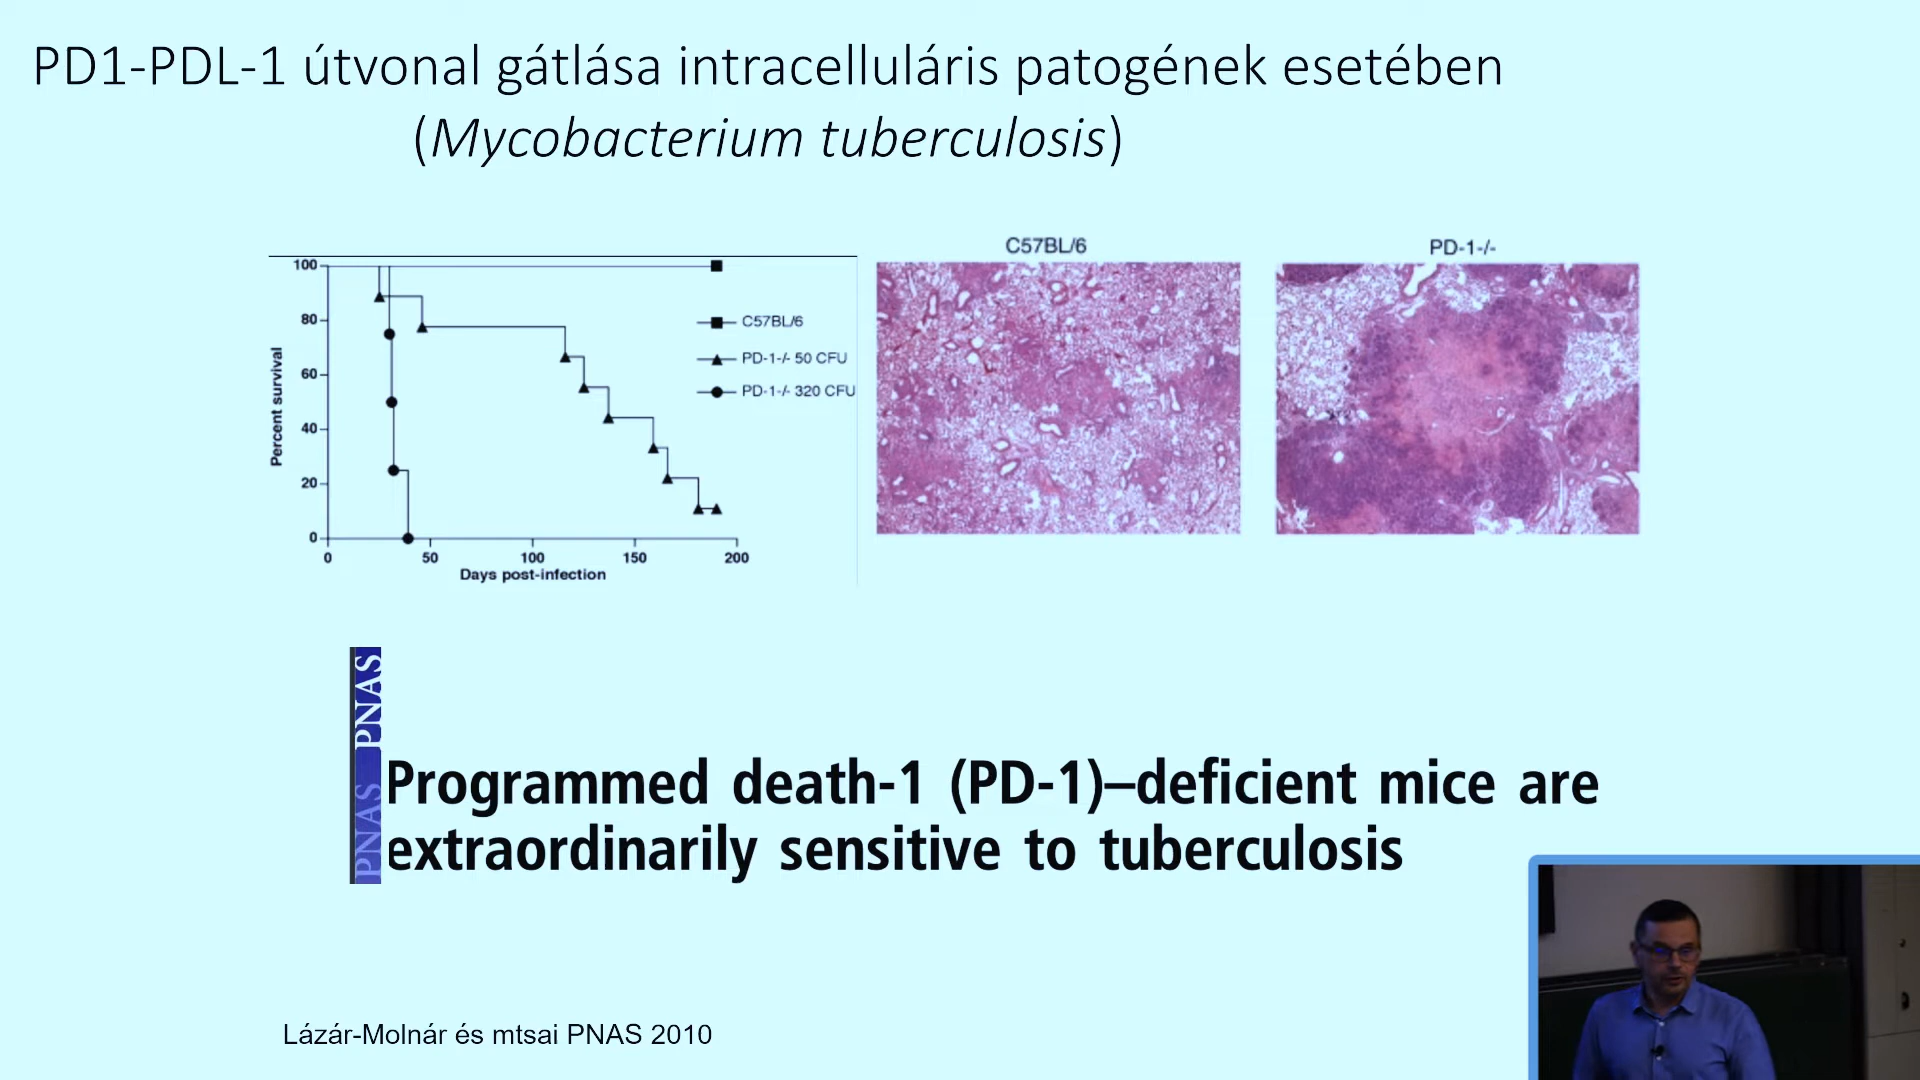 PD1-PDL-1 útvonal gátlása intracelluláris patogének esetében
(Mycobacterium tuberculosis)
100
80
60
40
20
0
Percent survival
0 50 100 150 200
Days post-infection
C57BL/6
PD-1-/- 50 CFU
PD-1-/- 320 CFU
C57BL/6
PD-1-/-
PNAS
PNAS
Programmed death-1 (PD-1)–deficient mice are
extraordinarily sensitive to tuberculosis
Lázár-Molnár és mtsai PNAS 2010